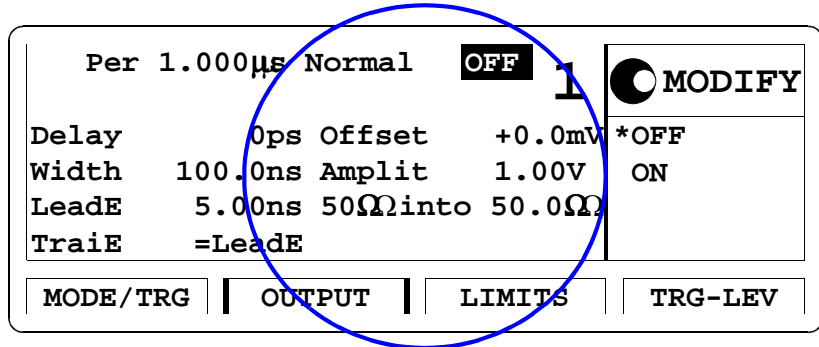 Per 1.000µs Normal OFF 1 MODIFY
Delay 0ps Offset +0.0mV *OFF
Width 100.0ns Amplit 1.00V ON
LeadE 5.00ns 50Ω into 50.0Ω
TraiE =LeadE
MODE/TRG OUTPUT LIMITS TRG-LEV